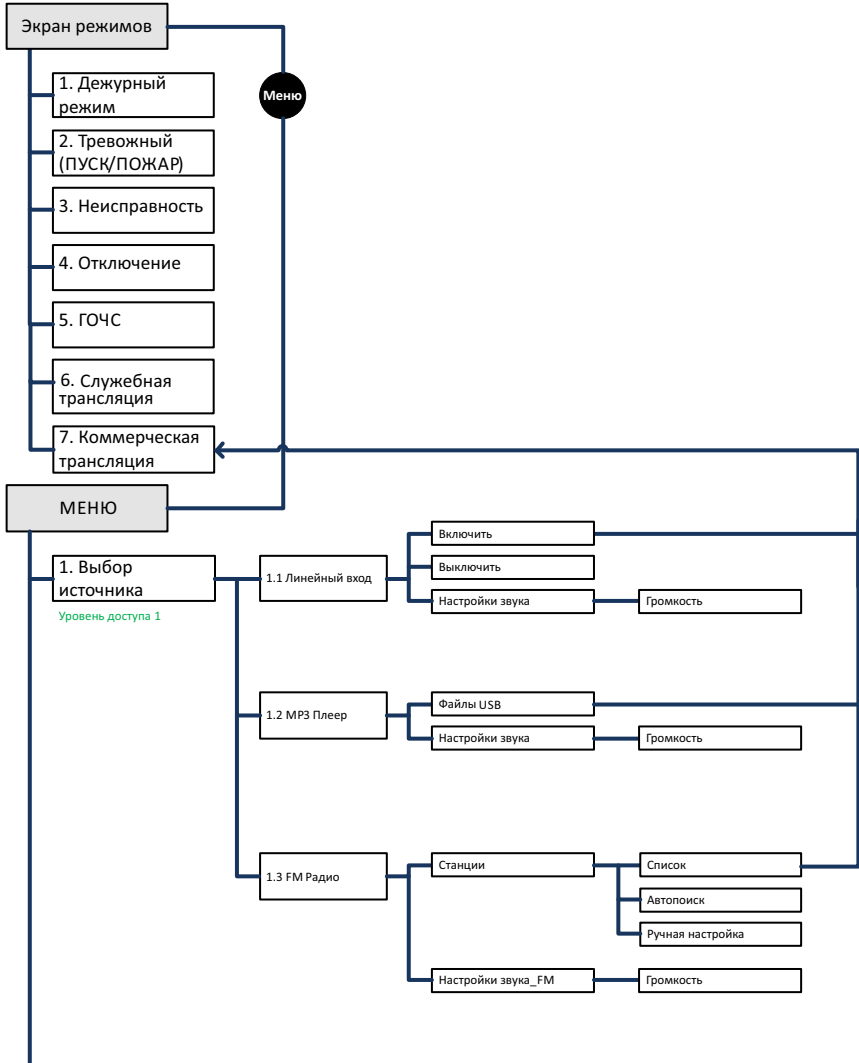 Экран режимов
Меню
1. Дежурный
режим
2. Тревожный
(ПУСК/ПОЖАР)
3. Неисправность
4. Отключение
5. ГОЧС
6. Служебная
трансляция
7. Коммерческая
трансляция
МЕНЮ
1. Выбор
источника
Уровень доступа 1
1.1 Линейный вход
Включить
Выключить
Настройки звука
Громкость
1.2 MP3 Плеер
Файлы USB
Настройки звука
Громкость
1.3 FM Радио
Станции
Список
Автопоиск
Ручная настройка
Настройки звука_FM
Громкость